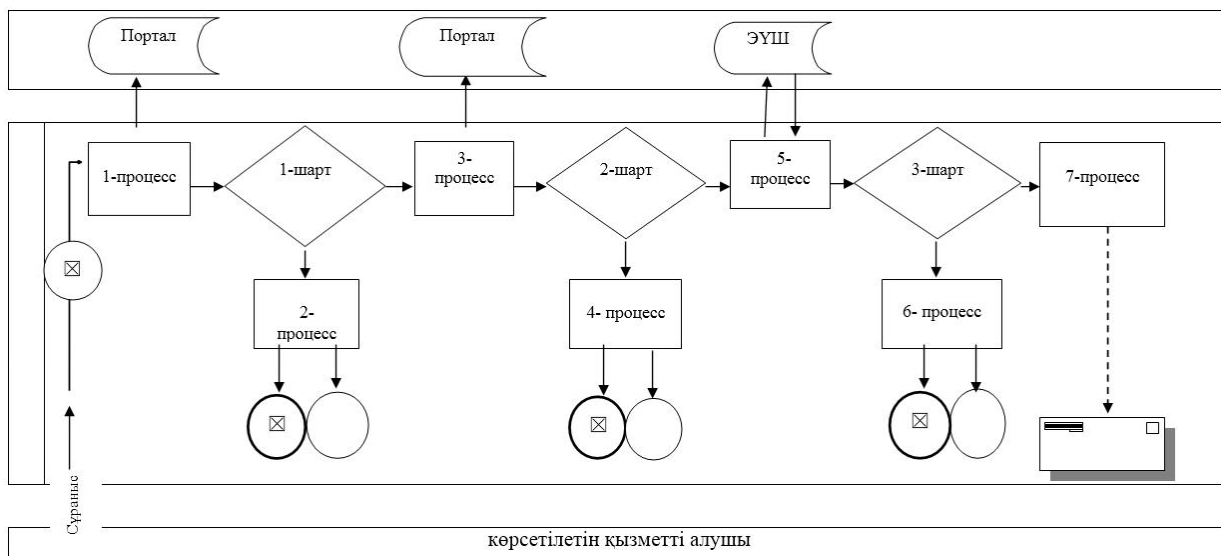 Портал
Портал
ЭҮШ
1-процесс
1-шарт
3-
процесс
2-шарт
5-
процесс
3-шарт
7-процесс
2-
процесс
4- процесс
6- процесс
Сұраныс
көрсетілетін қызметті алушы